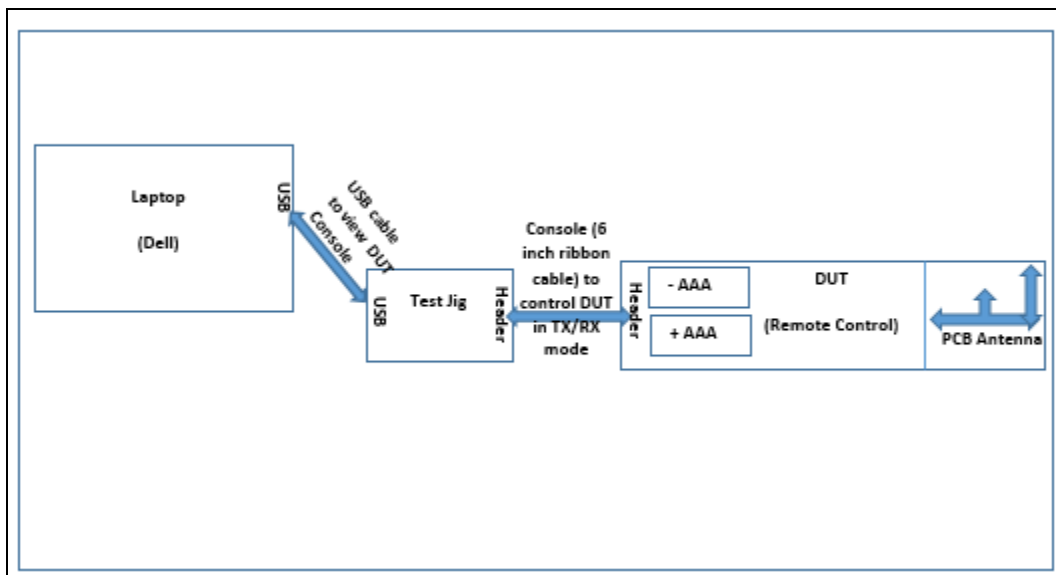 Laptop
(Dell)
USB
USB cable
to view DUT
Console
USB
Test Jig
Header
Console (6
inch ribbon
cable) to
control DUT
in TX/RX
mode
Header
- AAA
+ AAA
DUT
(Remote Control)
PCB Antenna